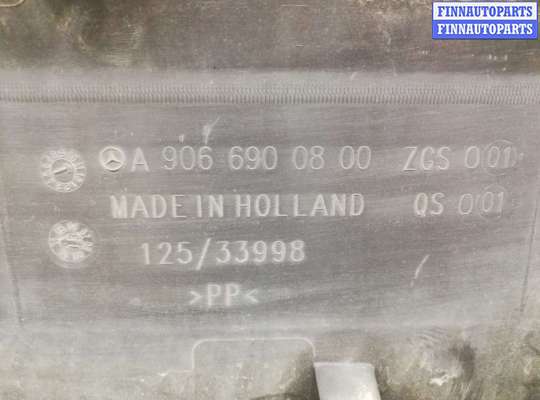 FINNAUTOPARTS
FINNAUTOPARTS
A 906 690 08 00 ZGS 001
MADE IN HOLLAND QS 001
125/33998
>PP<